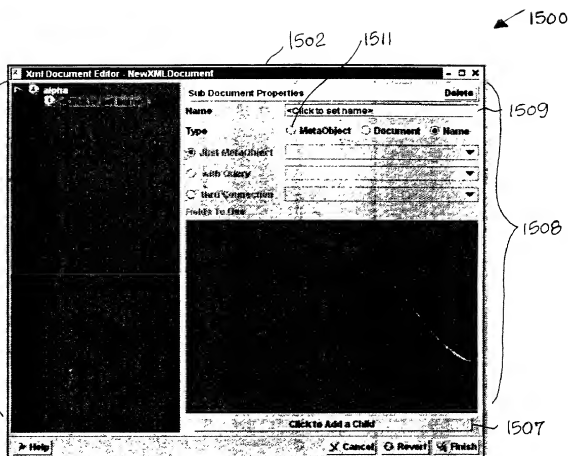 1500
1502
1511
Xml Document Editor - NewXMLDocument
alpha
Sub Document Properties
Delete
Name
<Click to set name>
1509
Type
MetaObject
Document
Name
Just MetaObject
with Query
thru Connection
Fields To Use
1508
Click to Add a Child
1507
Help
Cancel
Revert
Finish